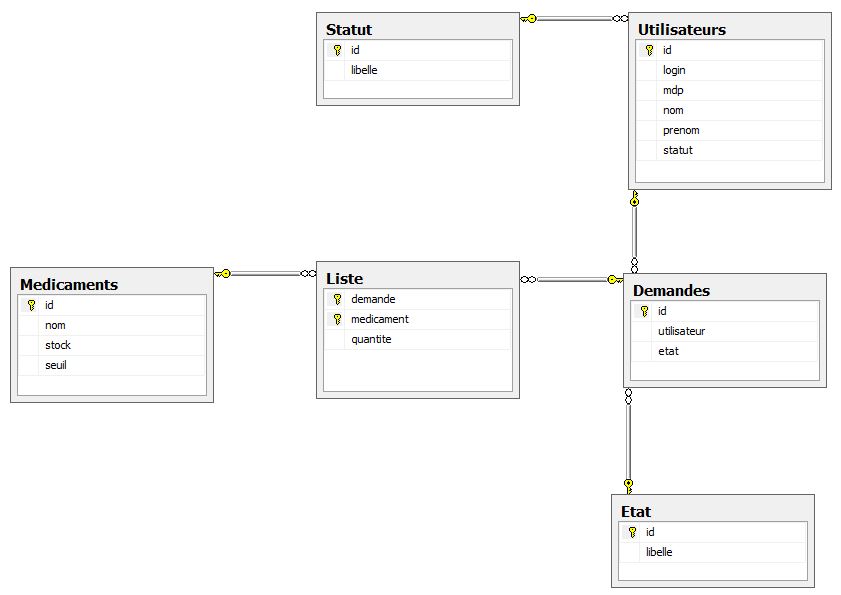 Statut
id
libelle
Utilisateurs
id
login
mdp
nom
prenom
statut
Medicaments
id
nom
stock
seuil
Liste
demande
medicament
quantite
Demandes
id
utilisateur
etat
Etat
id
libelle